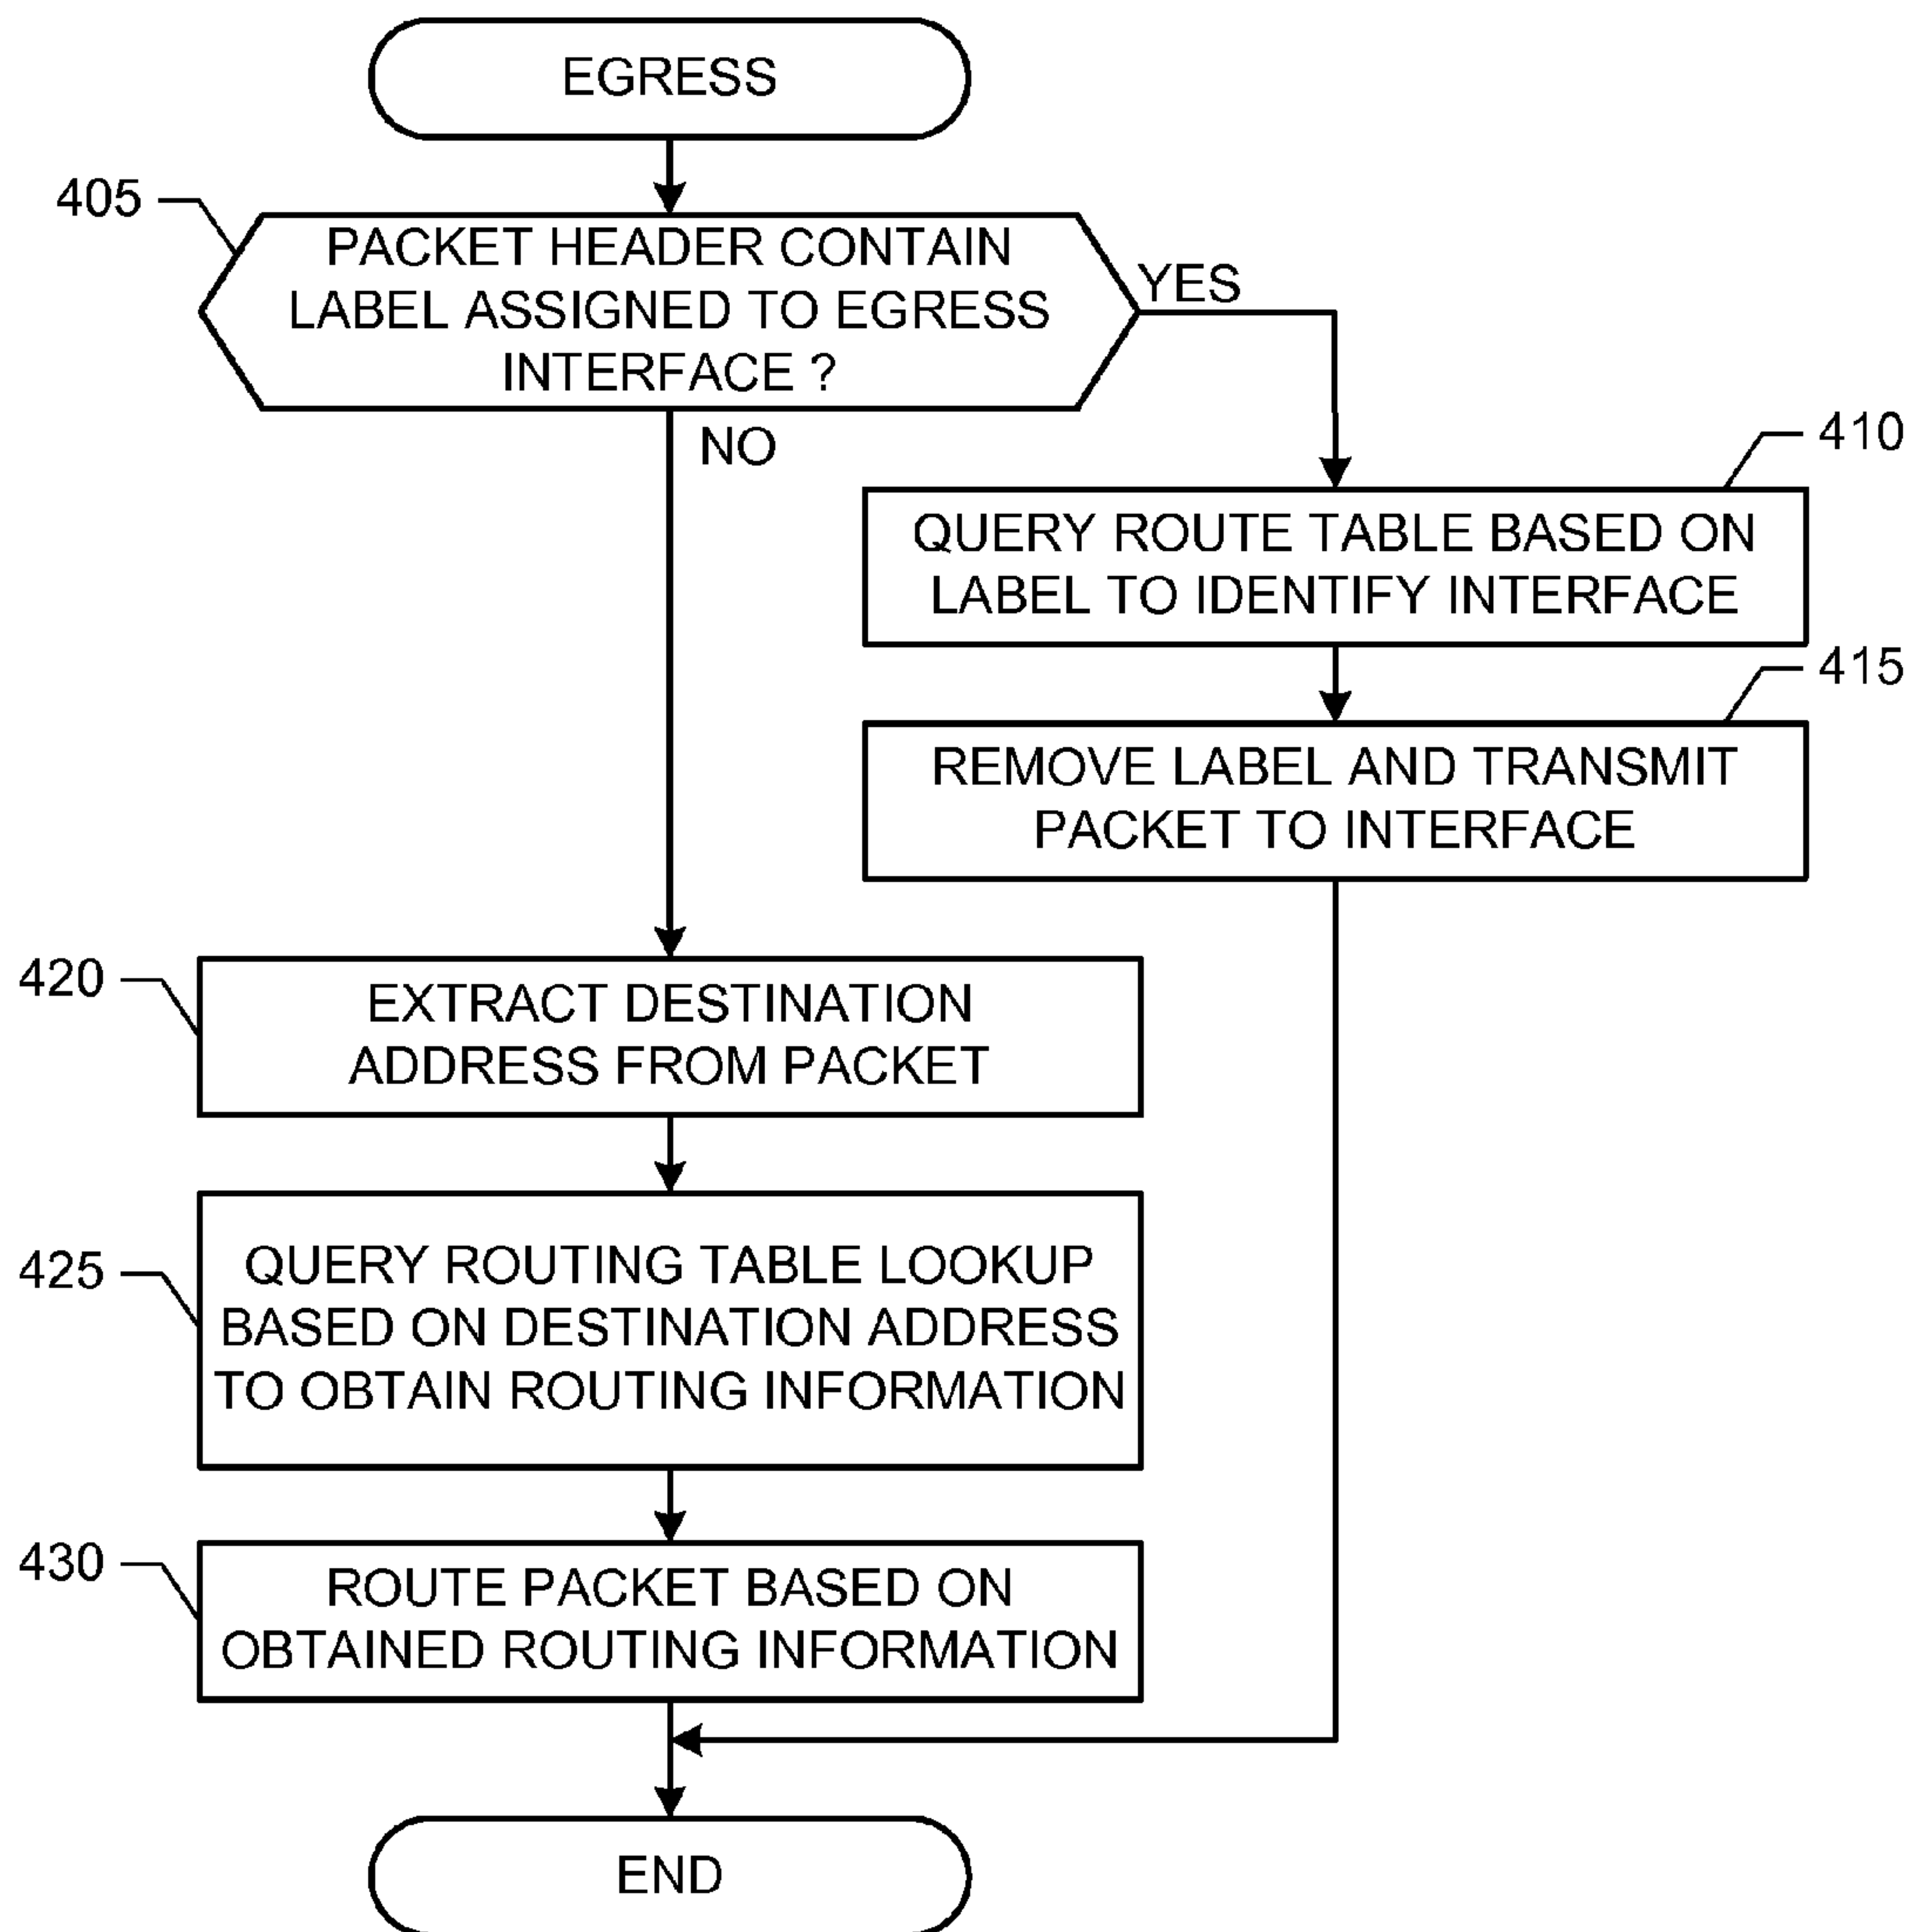 EGRESS
405
PACKET HEADER CONTAIN
LABEL ASSIGNED TO EGRESS
INTERFACE ?
YES
NO
410
QUERY ROUTE TABLE BASED ON
LABEL TO IDENTIFY INTERFACE
415
REMOVE LABEL AND TRANSMIT
PACKET TO INTERFACE
420
EXTRACT DESTINATION
ADDRESS FROM PACKET
425
QUERY ROUTING TABLE LOOKUP
BASED ON DESTINATION ADDRESS
TO OBTAIN ROUTING INFORMATION
430
ROUTE PACKET BASED ON
OBTAINED ROUTING INFORMATION
END